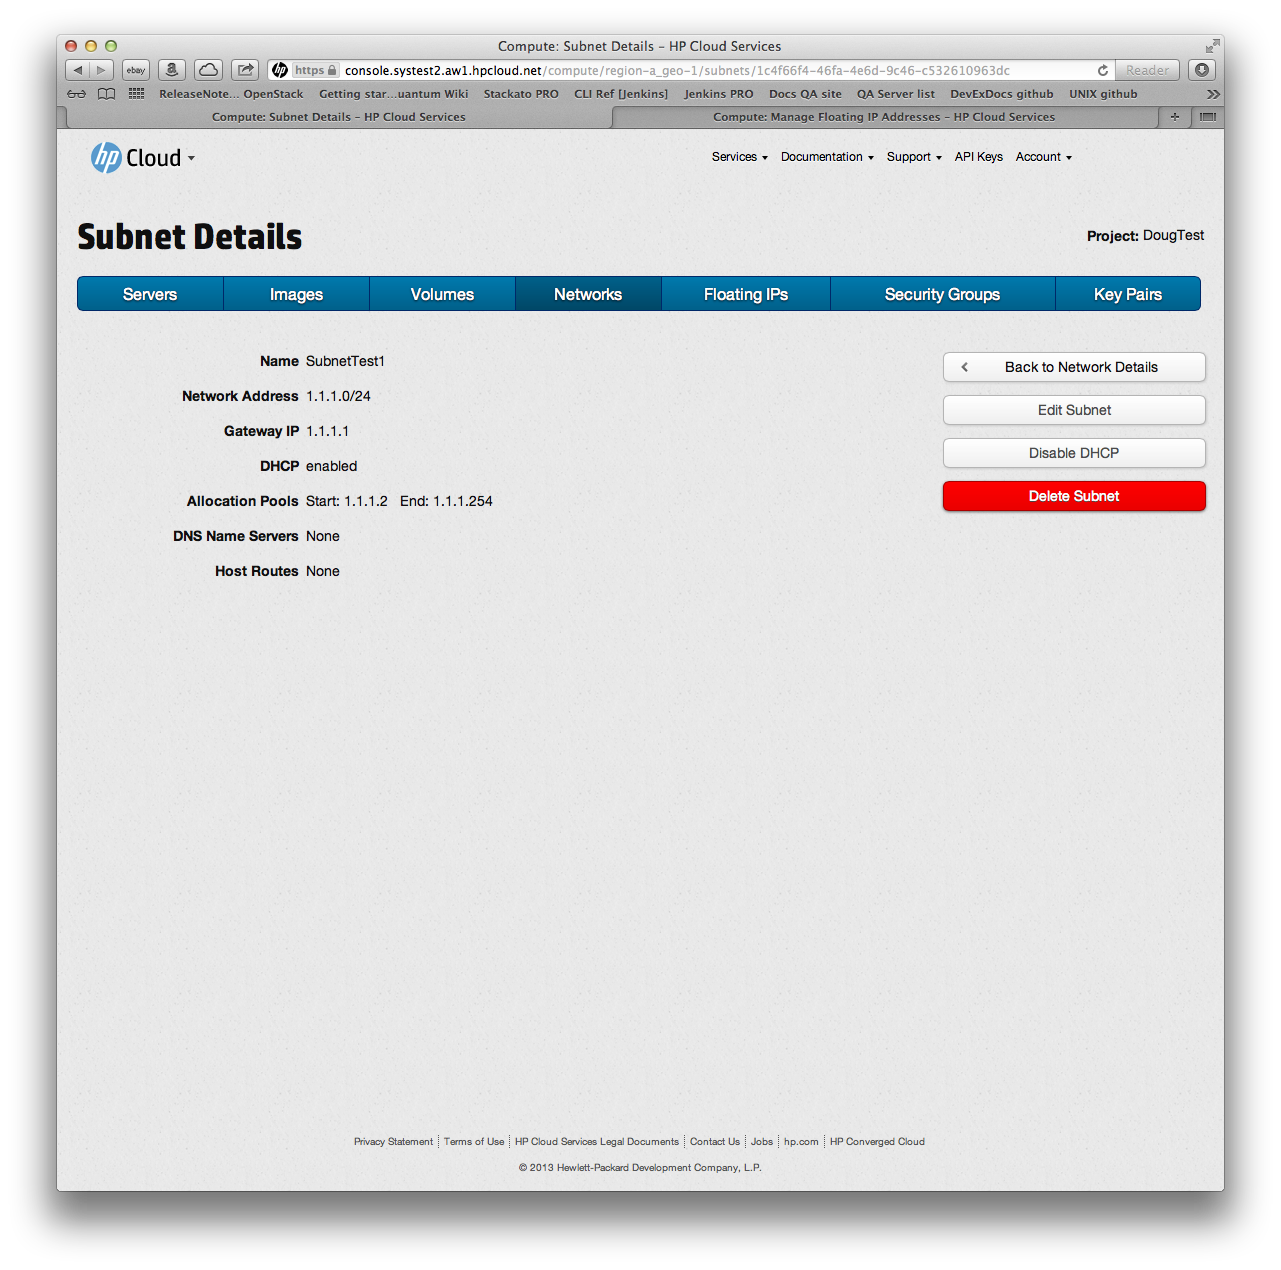 Compute: Subnet Details – HP Cloud Services
ebay a hp https console.systest2.aw1.hpcloud.net/compute/region-a_geo-1/subnets/1c4f66f4-46fa-4e6d-9c46-c532610963dc Reader
ReleaseNote... OpenStack Getting star...uantum Wiki Stackato PRO CLI Ref [Jenkins] Jenkins PRO Docs QA site QA Server list DevExDocs github UNIX github
Compute: Subnet Details – HP Cloud Services Compute: Manage Floating IP Addresses – HP Cloud Services
hp Cloud Services Documentation Support API Keys Account
Subnet Details Project: DougTest
Servers Images Volumes Networks Floating IPs Security Groups Key Pairs
Name SubnetTest1
Back to Network Details
Network Address 1.1.1.0/24
Edit Subnet
Gateway IP 1.1.1.1
Disable DHCP
DHCP enabled
Delete Subnet
Allocation Pools Start: 1.1.1.2 End: 1.1.1.254
DNS Name Servers None
Host Routes None
Privacy Statement Terms of Use HP Cloud Services Legal Documents Contact Us Jobs hp.com HP Converged Cloud
© 2013 Hewlett-Packard Development Company, L.P.